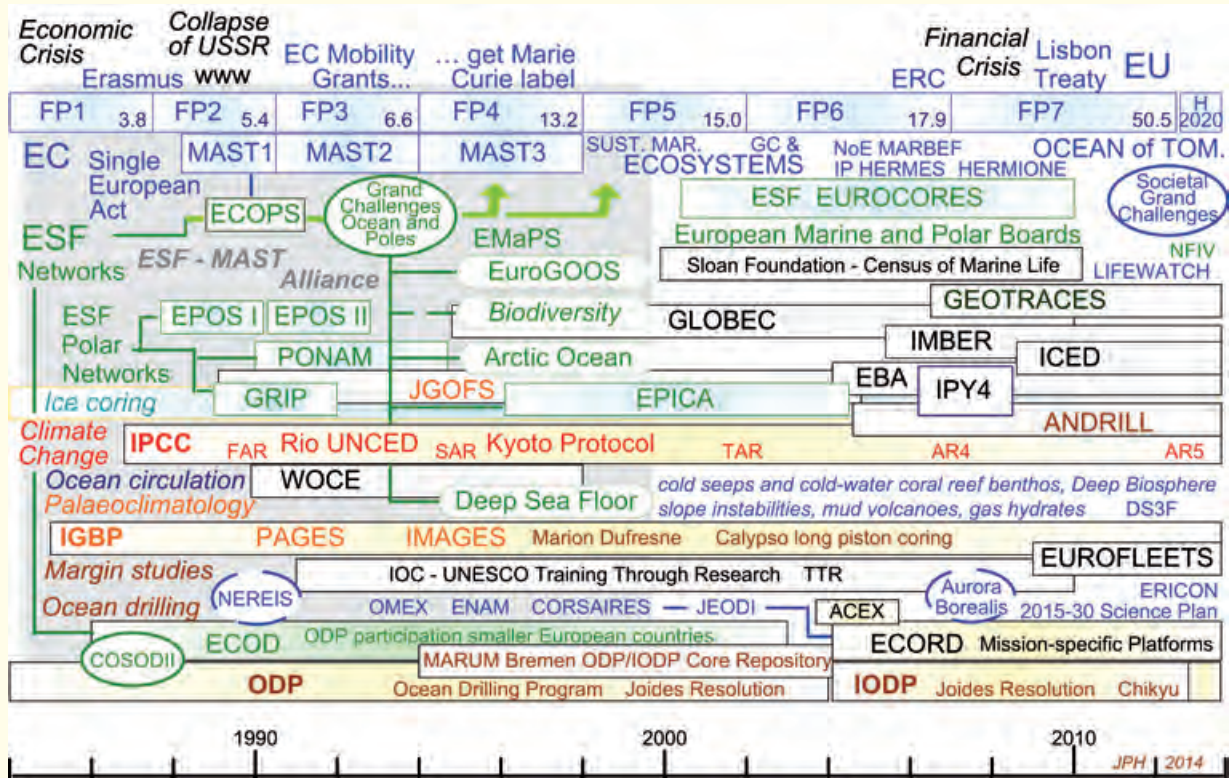 Economic
Crisis
Collapse
of USSR
Erasmus
www
EC Mobility
Grants...
... get Marie
Curie label
ERC
Financial
Crisis
Lisbon
Treaty
EU
FP1 3.8 FP2 5.4 FP3 6.6 FP4 13.2 FP5 15.0 FP6 17.9 FP7 50.5 H
2020
EC
Single
European
Act
MAST1 MAST2 MAST3
SUST. MAR. GC &
ECOSYSTEMS
NoE MARBEF
IP HERMES HERMIONE
OCEAN of TOM.
Societal
Grand
Challenges
ECOPS
Grand
Challenges
Ocean and
Poles
ESF EUROCORES
EMaPS
European Marine and Polar Boards
ESF
Networks
ESF - MAST
Alliance
EuroGOOS
Sloan Foundation - Census of Marine Life
NFIV
LIFEWATCH
ESF
Polar
Networks
EPOS I EPOS II
Biodiversity
GLOBEC
GEOTRACES
PONAM
Arctic Ocean
IMBER
ICED
EBA
IPY4
Ice coring
GRIP
JGOFS
EPICA
ANDRILL
Climate
Change
IPCC FAR Rio UNCED SAR Kyoto Protocol TAR AR4 AR5
Ocean circulation
WOCE
Palaeoclimatology
Deep Sea Floor
cold seeps and cold-water coral reef benthos, Deep Biosphere
slope instabilities, mud volcanoes, gas hydrates DS3F
IGBP PAGES IMAGES Marion Dufresne Calypso long piston coring
EUROFLEETS
Margin studies
IOC - UNESCO Training Through Research TTR
NEREIS
Aurora
Borealis
ERICON
2015-30 Science Plan
Ocean drilling
OMEX ENAM CORSAIRES JEODI
ACEX
COSODII
ECOD ODP participation smaller European countries
ECORD Mission-specific Platforms
MARUM Bremen ODP/IODP Core Repository
ODP Ocean Drilling Program Joides Resolution
IODP Joides Resolution Chikyu
1990 2000 2010
JPH 2014